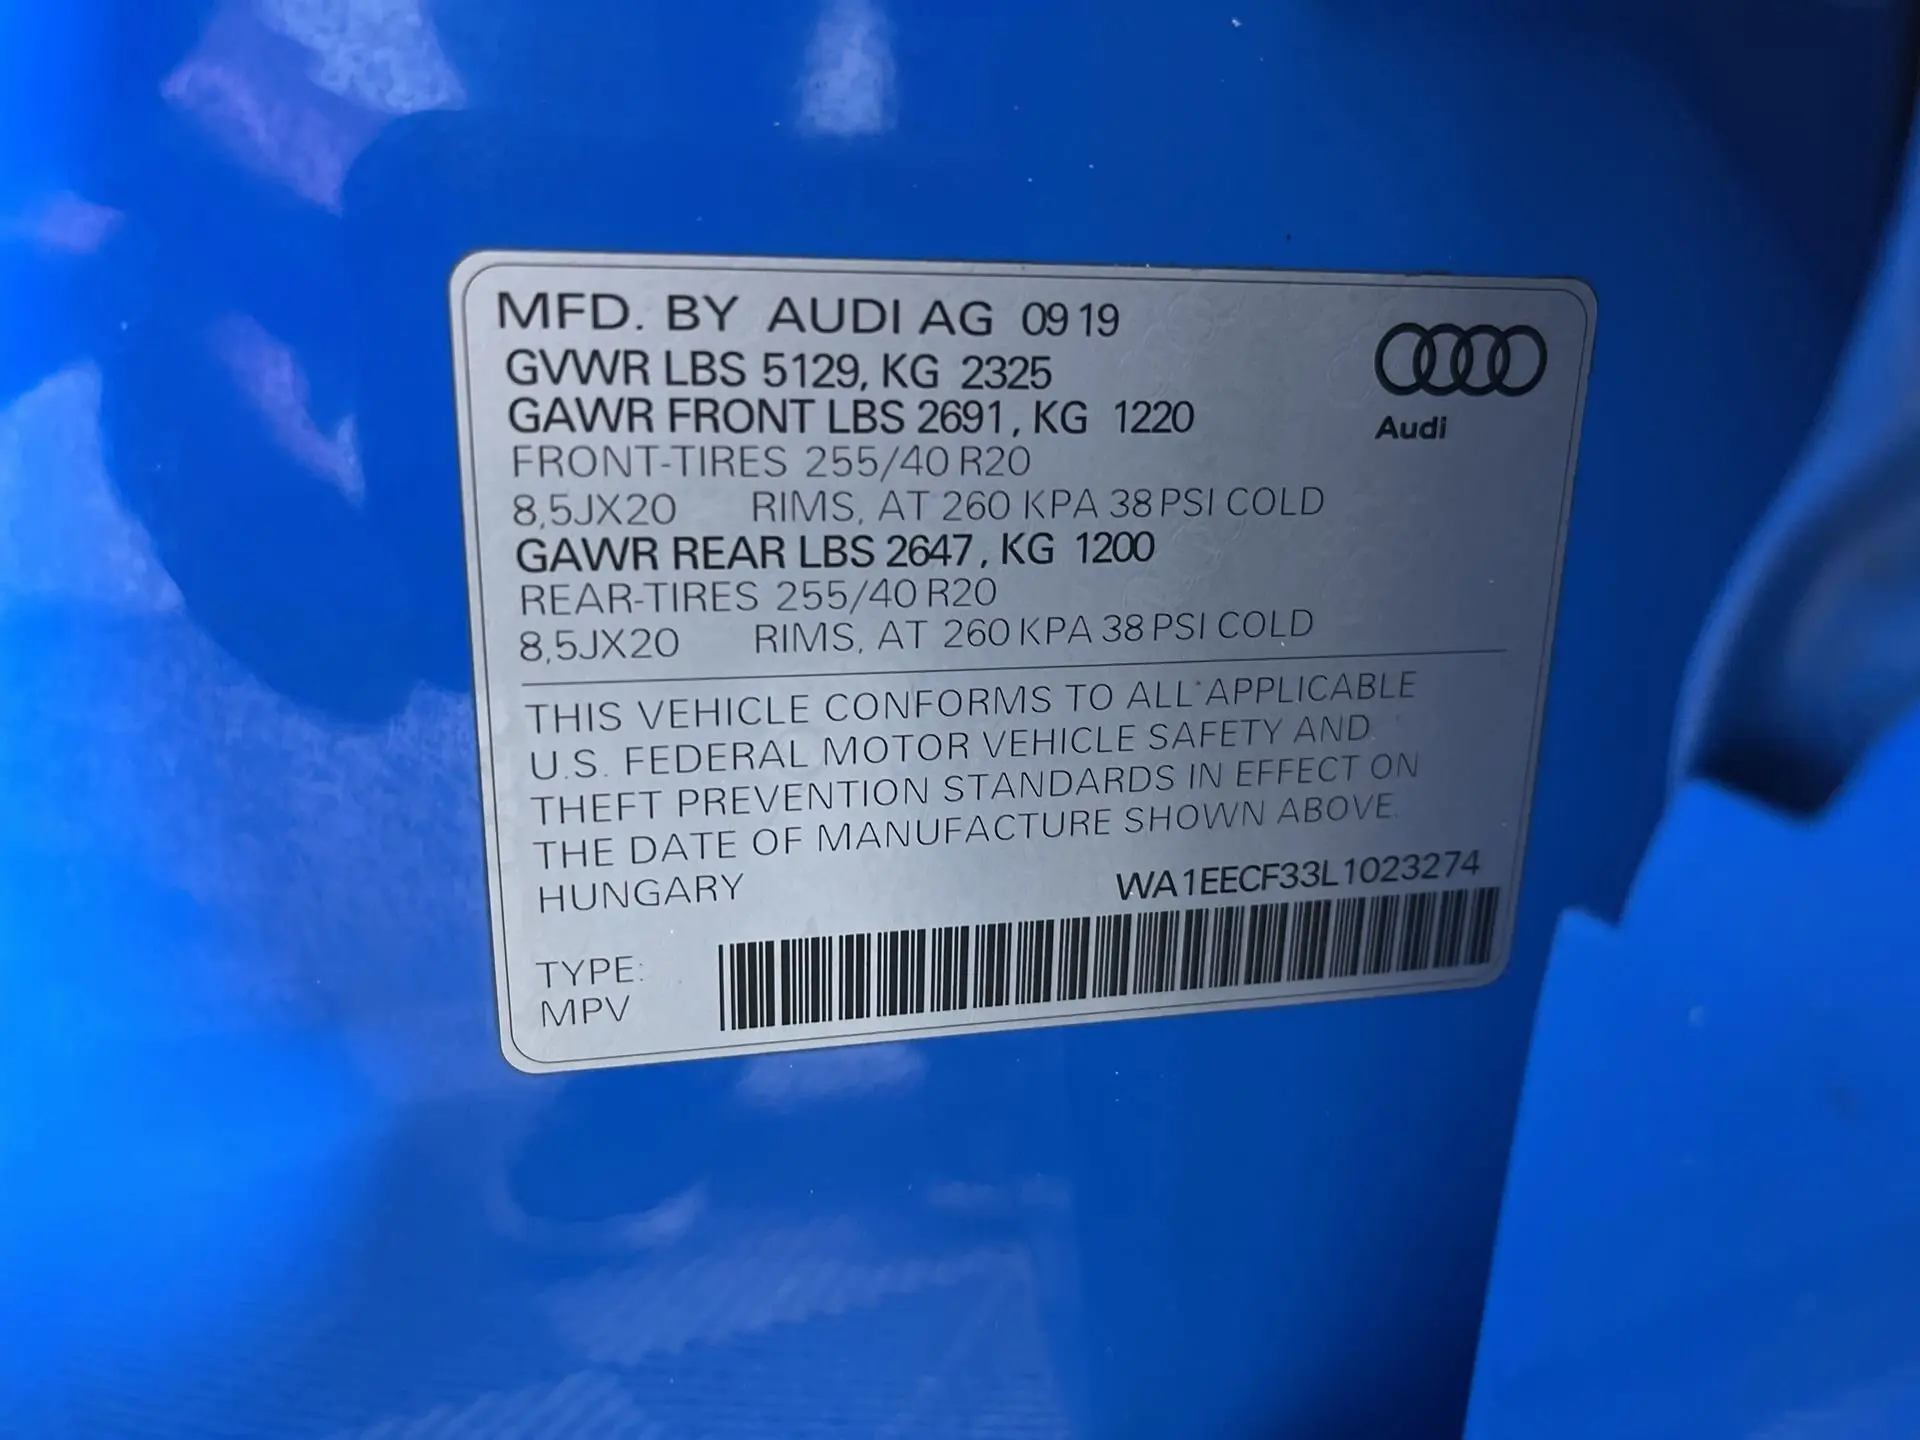 MFD. BY AUDI AG 09 19
GVWR LBS 5129, KG 2325
GAWR FRONT LBS 2691, KG 1220
FRONT-TIRES 255/40 R20
8,5JX20 RIMS, AT 260 KPA 38 PSI COLD
GAWR REAR LBS 2647, KG 1200
REAR-TIRES 255/40 R20
8,5JX20 RIMS, AT 260 KPA 38 PSI COLD
Audi
THIS VEHICLE CONFORMS TO ALL APPLICABLE
U.S. FEDERAL MOTOR VEHICLE SAFETY AND
THEFT PREVENTION STANDARDS IN EFFECT ON
THE DATE OF MANUFACTURE SHOWN ABOVE.
HUNGARY
WA1EECF33L1023274
TYPE:
MPV